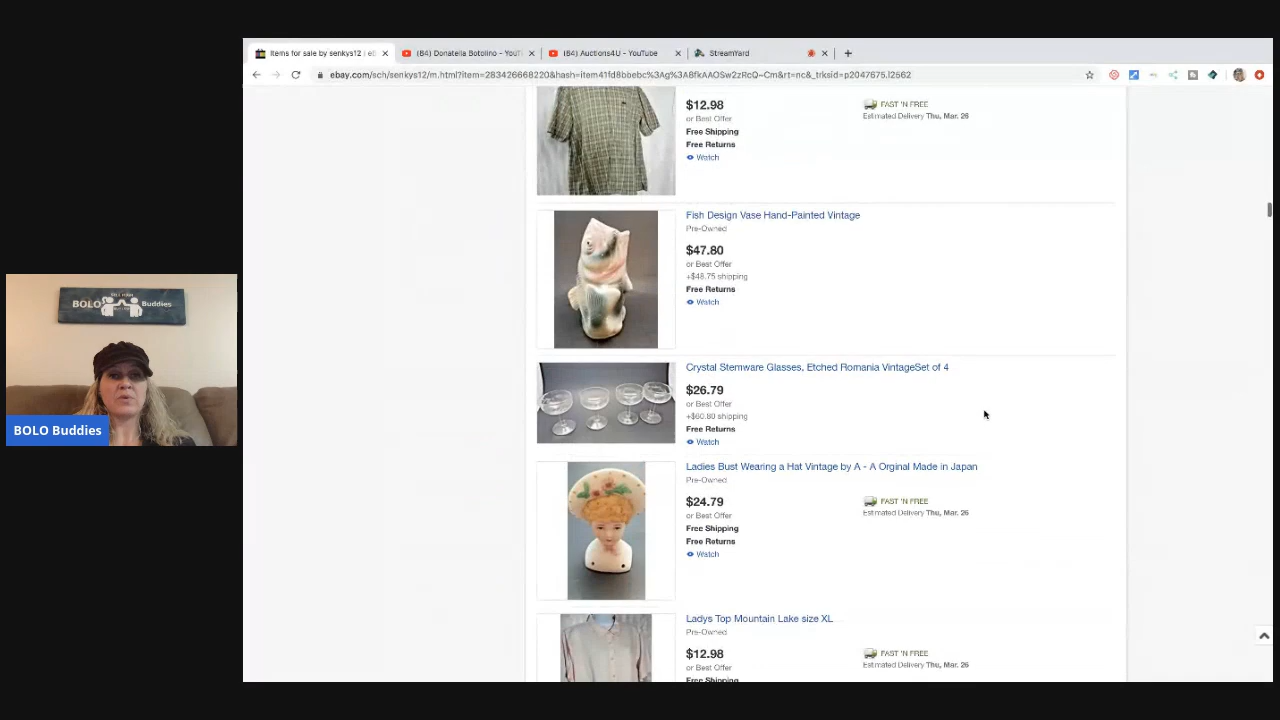 Items for sale by senkys12 | eb
(84) Donatella Botolino - YouT
(84) Auctions4U - YouTube
StreamYard
ebay.com/sch/senkys12/m.html?item=283426668220&hash=item41fd8bbebc%3Ag%3A8fkAAOSw2zRcQ~Cm&rt=nc&_trksid=p2047675.l2562
$12.98
FAST 'N FREE
or Best Offer
Estimated Delivery Thu, Mar. 26
Free Shipping
Free Returns
Watch
Fish Design Vase Hand-Painted Vintage
Pre-Owned
$47.80
or Best Offer
+$48.75 shipping
Free Returns
Watch
Crystal Stemware Glasses, Etched Romania VintageSet of 4
$26.79
or Best Offer
+$60.80 shipping
Free Returns
Watch
Ladies Bust Wearing a Hat Vintage by A - A Orginal Made in Japan
Pre-Owned
$24.79
FAST 'N FREE
or Best Offer
Estimated Delivery Thu, Mar. 26
Free Shipping
Free Returns
Watch
Ladys Top Mountain Lake size XL
Pre-Owned
$12.98
FAST 'N FREE
or Best Offer
Estimated Delivery Thu, Mar. 26
Free Shipping
BOLO Buddies
BOLO Buddies